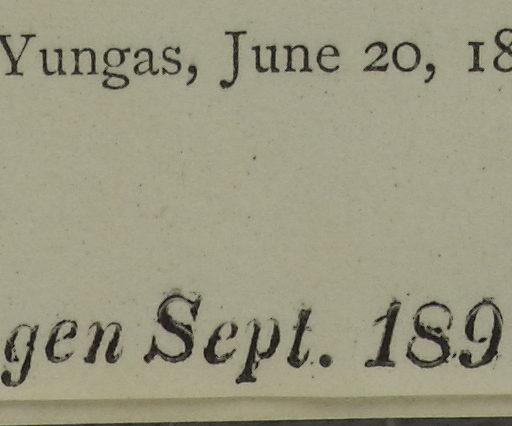 Yungas, June 20, 18
gen Sept. 189